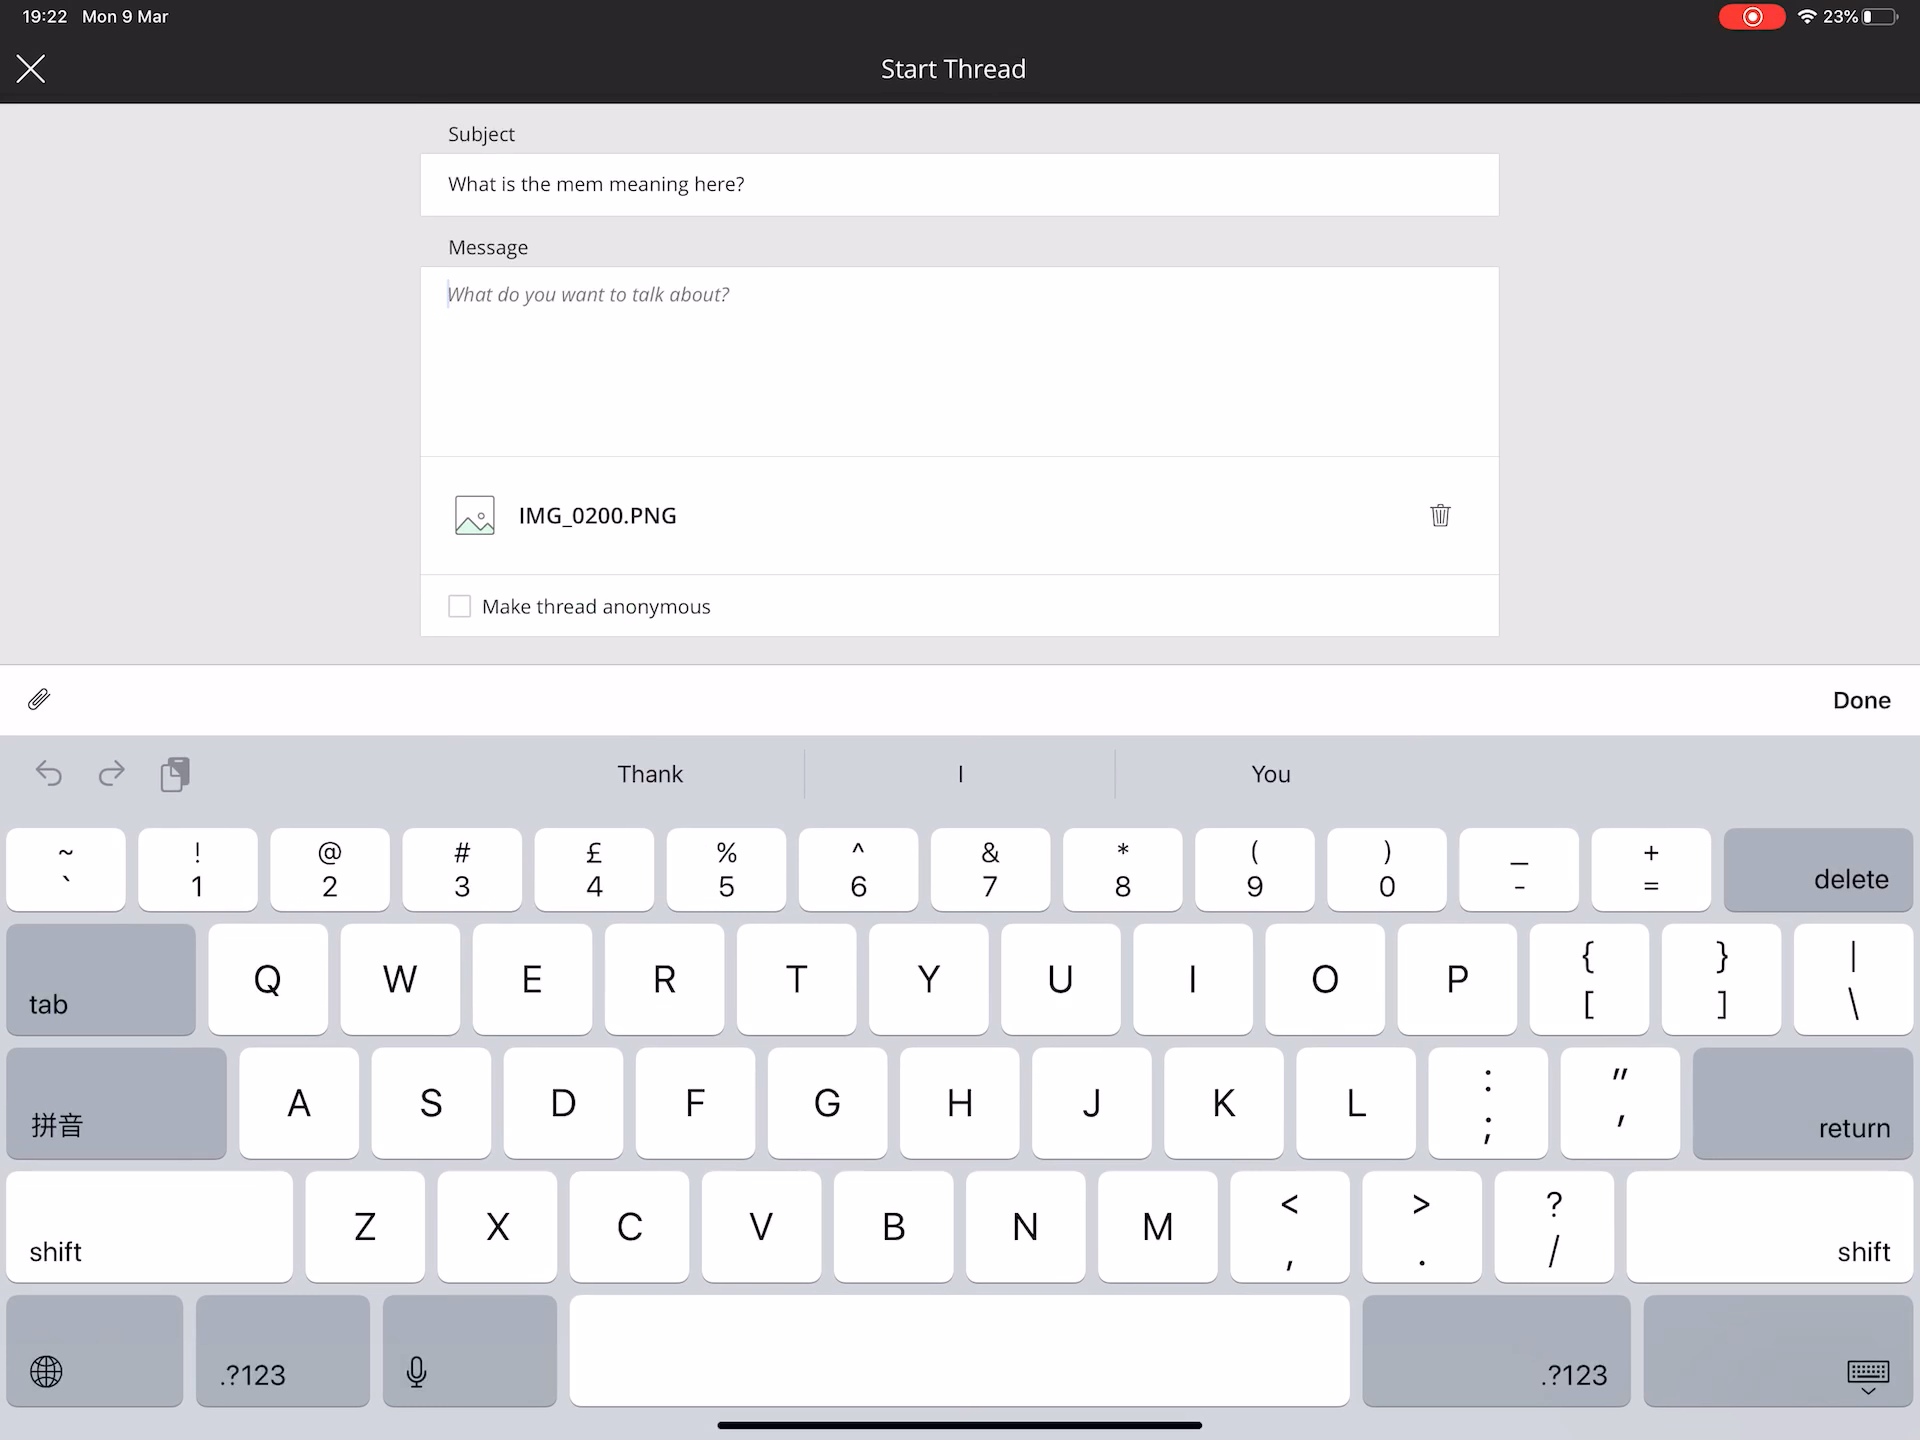 19:22 Mon 9 Mar 23%
Start Thread
Subject
What is the mem meaning here?
Message
What do you want to talk about?
IMG_0200.PNG
Make thread anonymous
Done
Thank I You
~ ! @ # £ % ^ & * ( ) _ +
` 1 2 3 4 5 6 7 8 9 0 - = delete
tab Q W E R T Y U I O P { [ } ] | \
拼音 A S D F G H J K L : ; " ' return
shift Z X C V B N M < , > . ? / shift
.?123 .?123